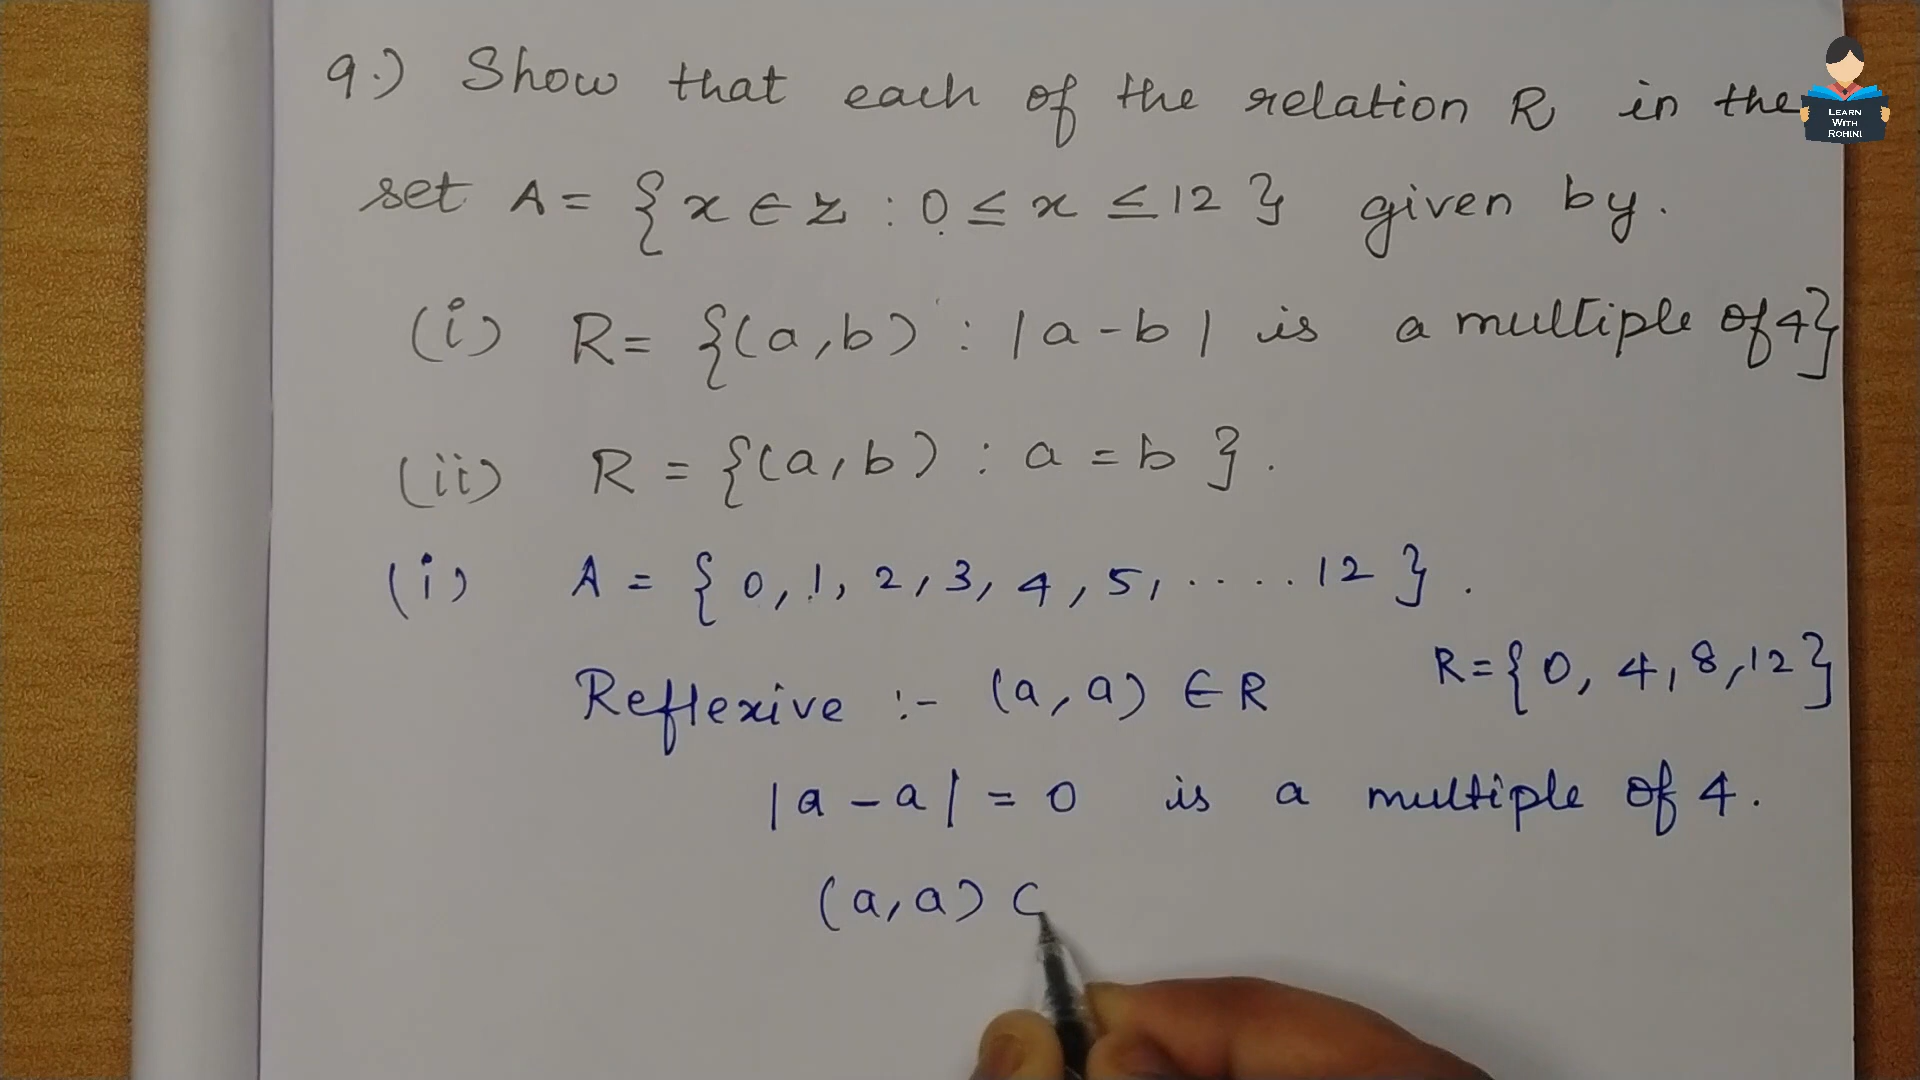 9.) Show that each of the relation R in the
LEARN
WITH
ROHINI
set A = { x ∈ z : 0 ≤ x ≤ 12 } given by.
(i) R = {(a,b) : |a-b| is a multiple of 4}
(ii) R = {(a,b) : a = b }.
(i) A = { 0, 1, 2, 3, 4, 5, ..... 12 }.
Reflexive :- (a,a) ∈ R R={0, 4,8,12}
|a - a| = 0 is a multiple of 4.
(a,a) C